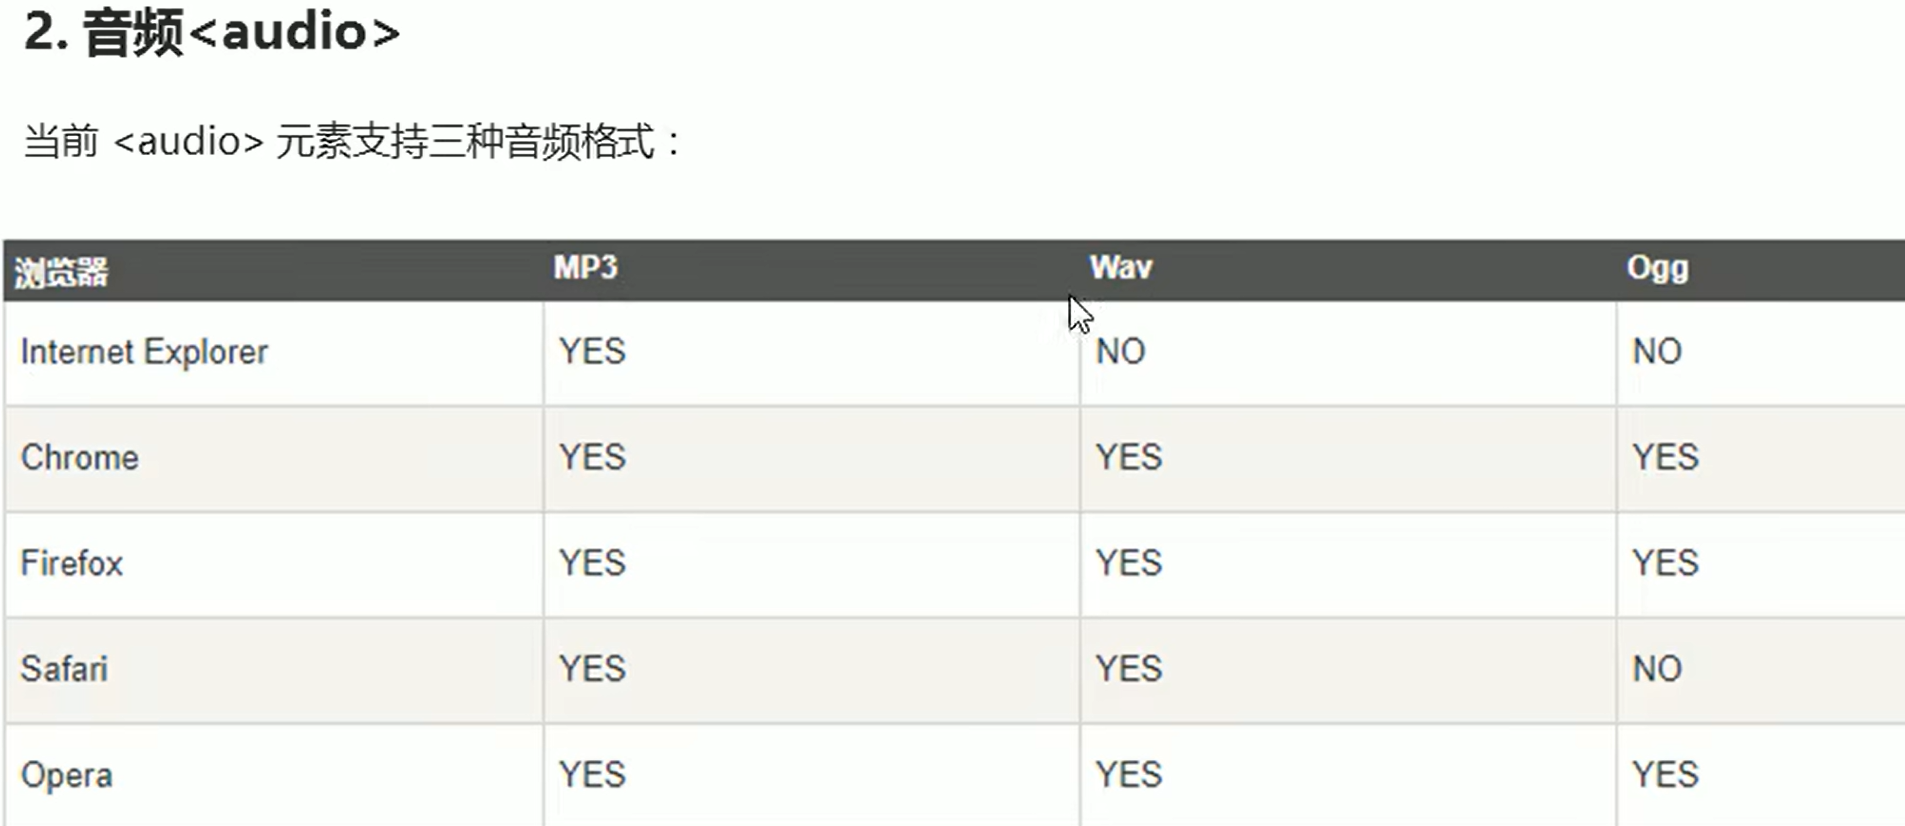 2. 音频<audio>
当前 <audio> 元素支持三种音频格式：
浏览器 MP3 Wav Ogg
Internet Explorer YES NO NO
Chrome YES YES YES
Firefox YES YES YES
Safari YES YES NO
Opera YES YES YES